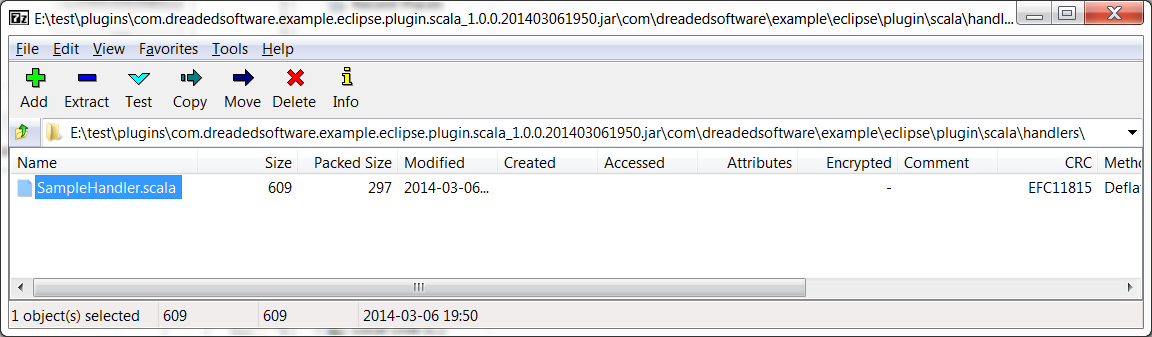 7z E:\test\plugins\com.dreadedsoftware.example.eclipse.plugin.scala_1.0.0.201403061950.jar\com\dreadedsoftware\example\eclipse\plugin\scala\handl...
File Edit View Favorites Tools Help
Add Extract Test Copy Move Delete Info
E:\test\plugins\com.dreadedsoftware.example.eclipse.plugin.scala_1.0.0.201403061950.jar\com\dreadedsoftware\example\eclipse\plugin\scala\handlers\
Name Size Packed Size Modified Created Accessed Attributes Encrypted Comment CRC Metho
SampleHandler.scala 609 297 2014-03-06... - EFC11815 Defla
1 object(s) selected 609 609 2014-03-06 19:50